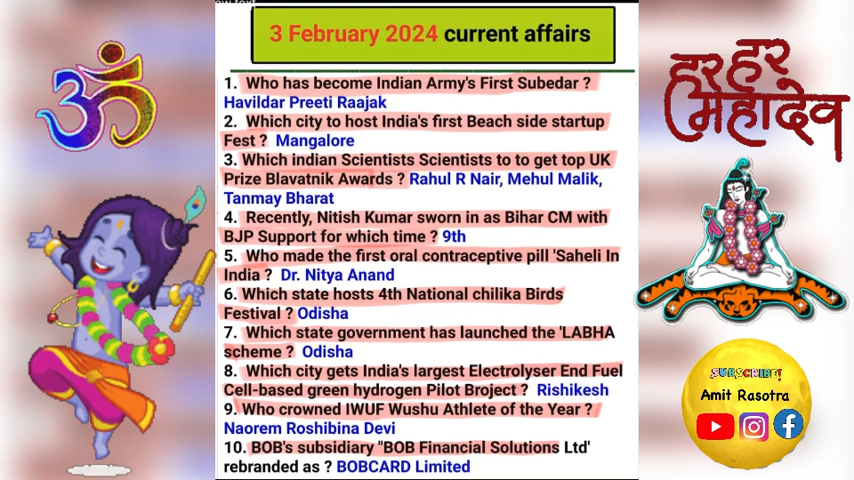 3 February 2024 current affairs
1. Who has become Indian Army's First Subedar ?
Havildar Preeti Raajak
2. Which city to host India's first Beach side startup
Fest ? Mangalore
3. Which indian Scientists Scientists to to get top UK
Prize Blavatnik Awards ? Rahul R Nair, Mehul Malik,
Tanmay Bharat
4. Recently, Nitish Kumar sworn in as Bihar CM with
BJP Support for which time ? 9th
5. Who made the first oral contraceptive pill 'Saheli In
India ? Dr. Nitya Anand
6. Which state hosts 4th National chilika Birds
Festival ? Odisha
7. Which state government has launched the 'LABHA
scheme ? Odisha
8. Which city gets India's largest Electrolyser End Fuel
Cell-based green hydrogen Pilot Broject ? Rishikesh
9. Who crowned IWUF Wushu Athlete of the Year ?
Naorem Roshibina Devi
10. BOB's subsidiary "BOB Financial Solutions Ltd'
rebranded as ? BOBCARD Limited
ॐ
हर हर
महादेव
SUBSCRIBE!
Amit Rasotra